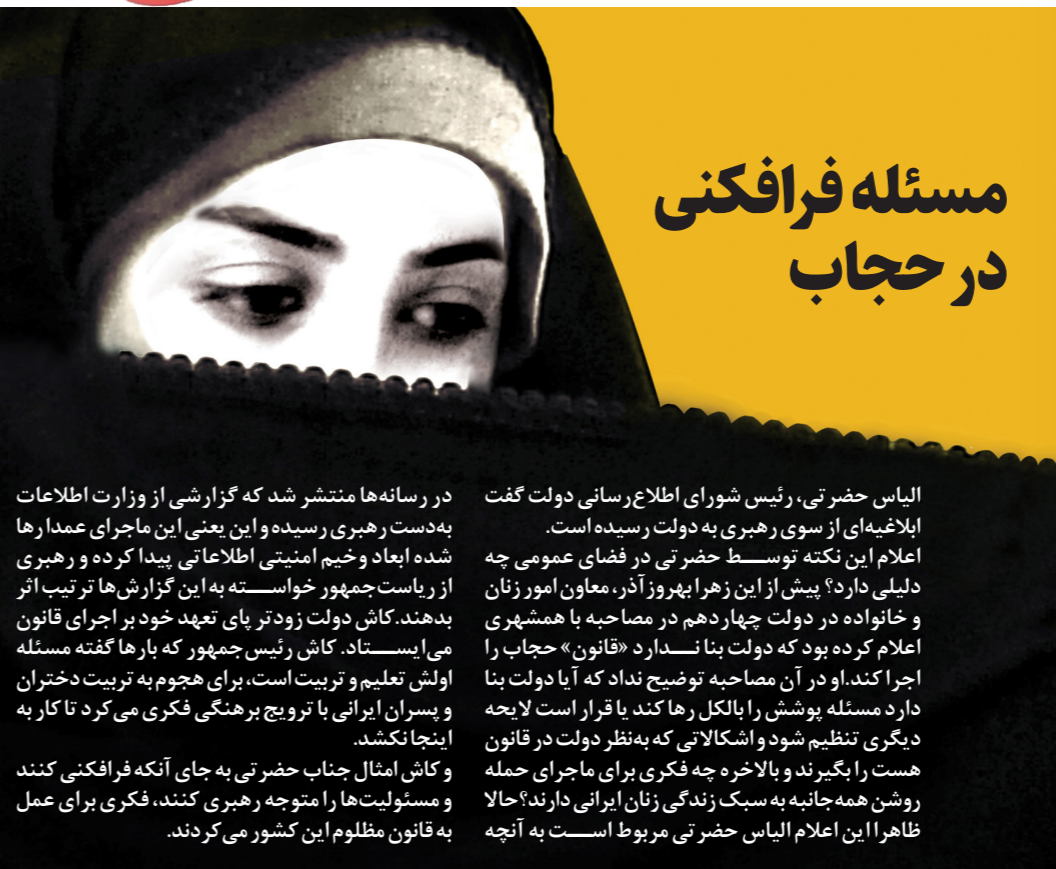 مسئله فرافکنی
در حجاب
الیاس حضرتی، رئیس شورای اطلاع‌رسانی دولت گفت
ابلاغیه‌ای از سوی رهبری به دولت رسیده است.
اعلام این نکته توسط حضرتی در فضای عمومی چه
دلیلی دارد؟ پیش از این زهرا بهروز آذر، معاون امور زنان
و خانواده در دولت چهاردهم در مصاحبه با همشهری
اعلام کرده بود که دولت بنا ندارد «قانون» حجاب را
اجرا کند.او در آن مصاحبه توضیح نداد که آیا دولت بنا
دارد مسئله پوشش را بالکل رها کند یا قرار است لایحه
دیگری تنظیم شود و اشکالاتی که به‌نظر دولت در قانون
هست را بگیرند و بالاخره چه فکری برای ماجرای حمله
روشن همه‌جانبه به سبک زندگی زنان ایرانی دارند؟حالا
ظاهرا این اعلام الیاس حضرتی مربوط است به آنچه
در رسانه‌ها منتشر شد که گزارشی از وزارت اطلاعات
به‌دست رهبری رسیده و این یعنی این ماجرای عمدا رها
شده ابعاد وخیم امنیتی اطلاعاتی پیدا کرده و رهبری
از ریاست‌جمهور خواسته به این گزارش‌ها ترتیب اثر
بدهند.کاش دولت زودتر پای تعهد خود بر اجرای قانون
می‌ایستاد. کاش رئیس‌جمهور که بارها گفته مسئله
اولش تعلیم و تربیت است، برای هجوم به تربیت دختران
و پسران ایرانی با ترویج برهنگی فکری می‌کرد تا کار به
اینجا نکشد.
و کاش امثال جناب حضرتی به جای آنکه فرافکنی کنند
و مسئولیت‌ها را متوجه رهبری کنند، فکری برای عمل
به قانون مظلوم این کشور می‌کردند.